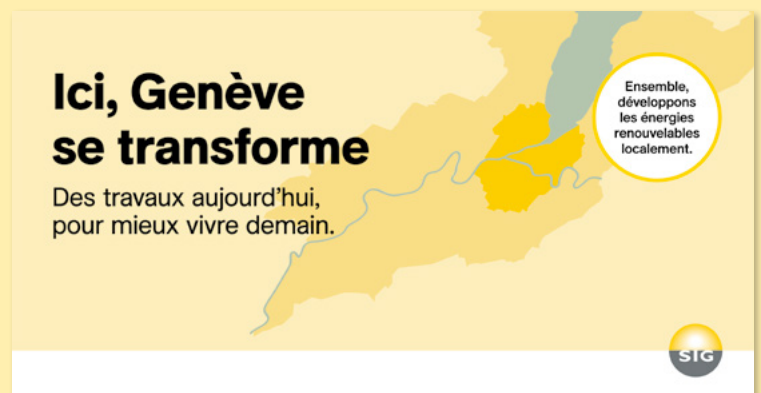 Ici, Genève
se transforme
Des travaux aujourd'hui,
pour mieux vivre demain.
Ensemble,
développons
les énergies
renouvelables
localement.
SIG